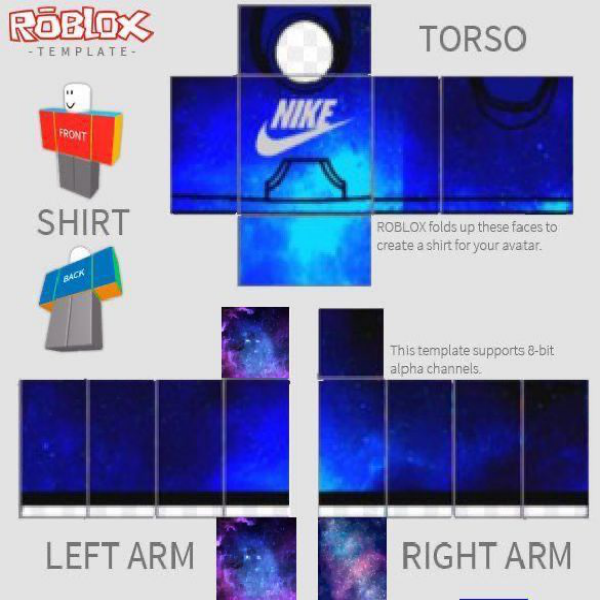 ROBLOX
- TEMPLATE -
TORSO
FRONT
NIKE
SHIRT
ROBLOX folds up these faces to
create a shirt for your avatar.
BACK
This template supports 8-bit
alpha channels.
LEFT ARM
RIGHT ARM